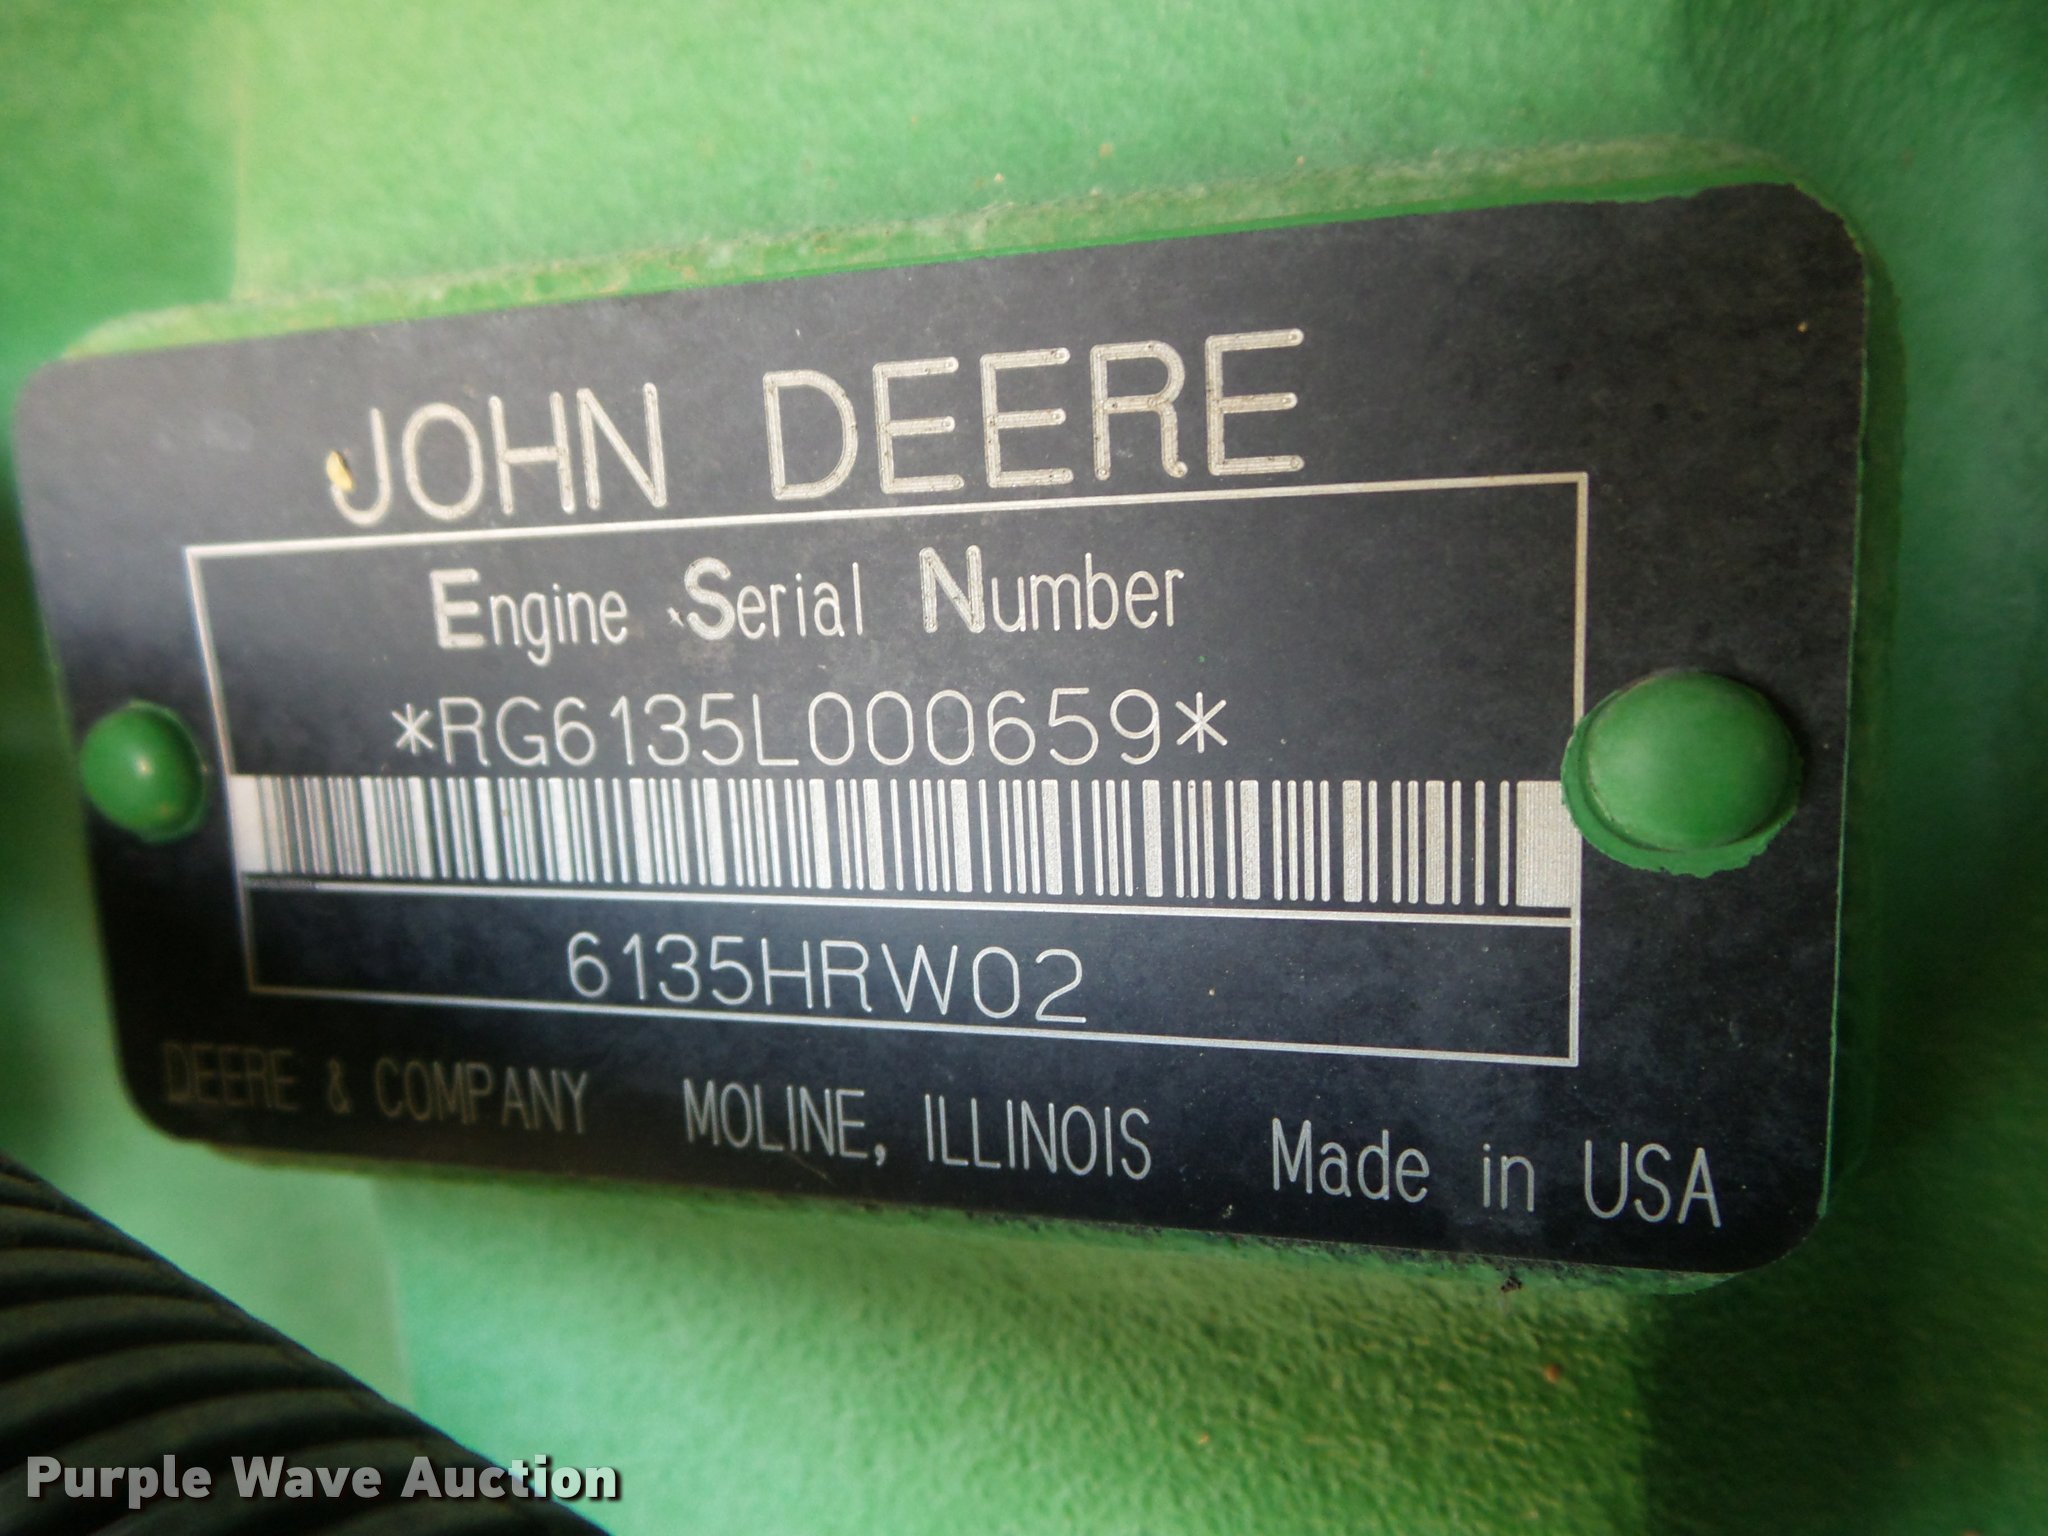 JOHN DEERE
Engine Serial Number
*RG6135L000659*
6135HRW02
DEERE & COMPANY MOLINE, ILLINOIS Made in USA
Purple Wave Auction